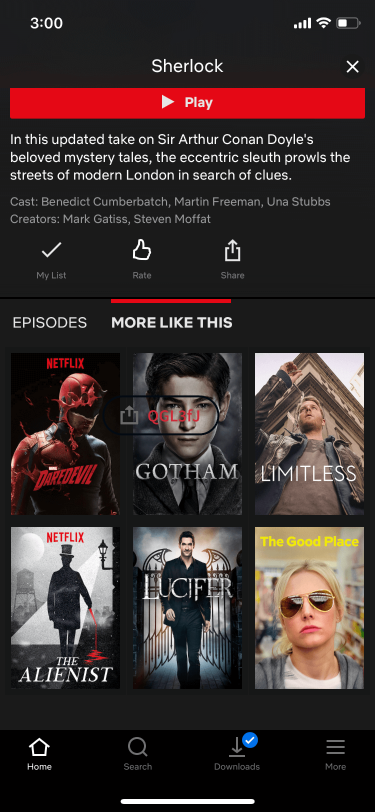 3:00
Sherlock
Play
In this updated take on Sir Arthur Conan Doyle's
beloved mystery tales, the eccentric sleuth prowls the
streets of modern London in search of clues.
Cast: Benedict Cumberbatch, Martin Freeman, Una Stubbs
Creators: Mark Gatiss, Steven Moffat
My List Rate Share
EPISODES MORE LIKE THIS
NETFLIX
MARVEL
DAREDEVIL
GOTHAM
LIMITLESS
NETFLIX
THE
ALIENIST
LUCIFER
The Good Place
Home Search Downloads More